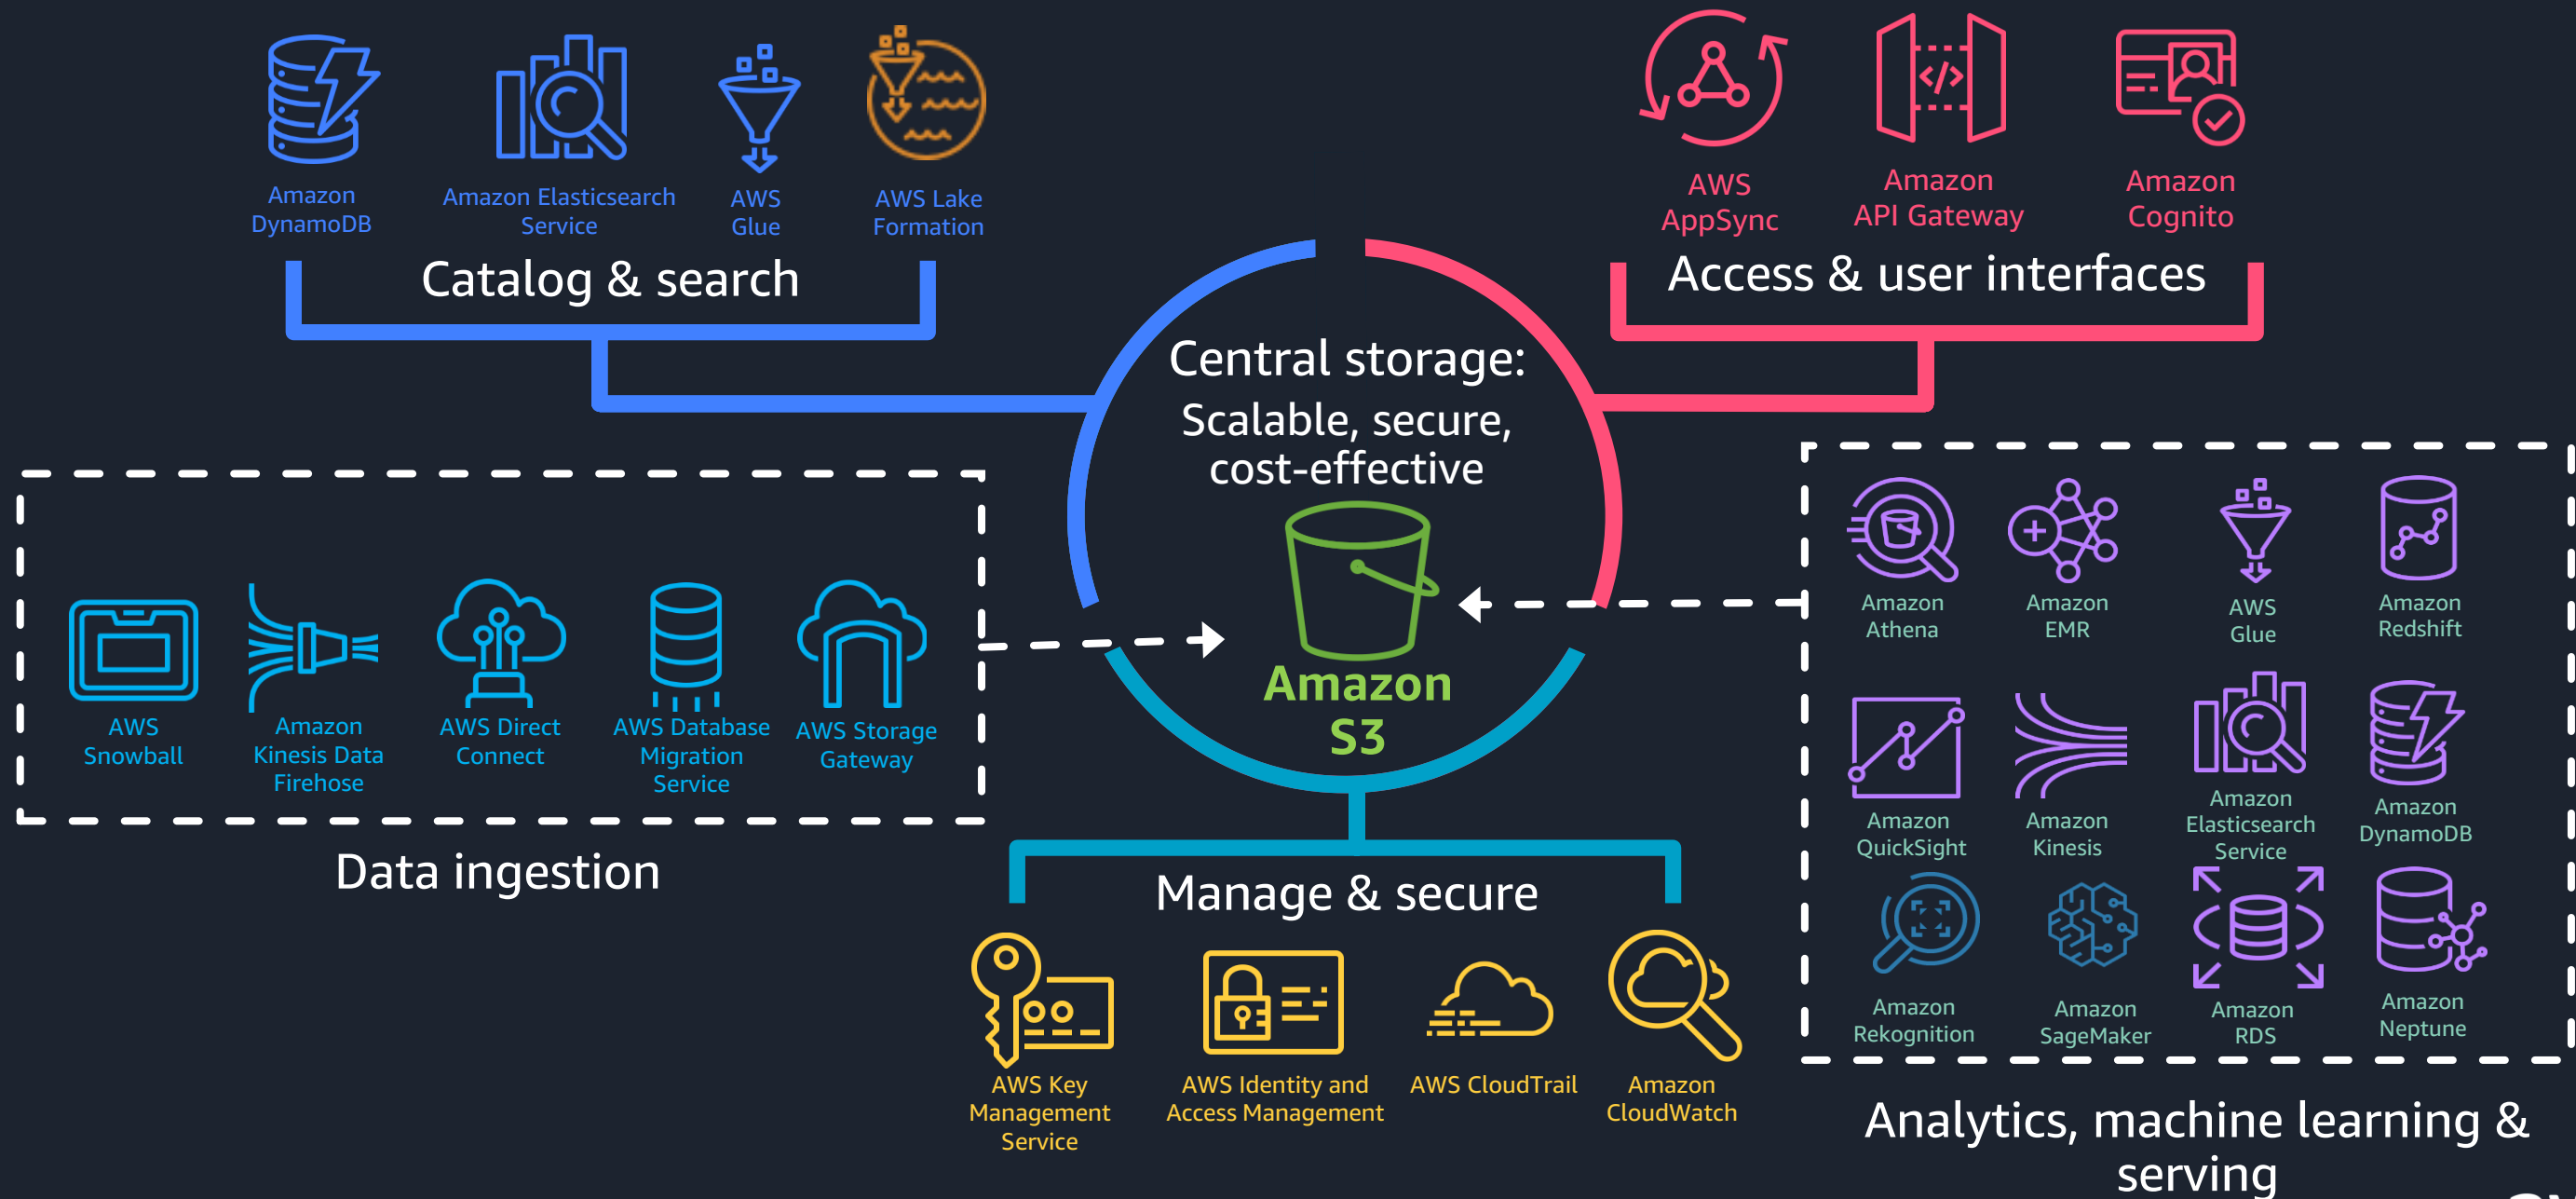 Amazon
DynamoDB
Amazon Elasticsearch
Service
AWS
Glue
AWS Lake
Formation
Catalog & search
AWS
AppSync
Amazon
API Gateway
Amazon
Cognito
Access & user interfaces
Central storage:
Scalable, secure,
cost-effective
Amazon
S3
AWS
Snowball
Amazon
Kinesis Data
Firehose
AWS Direct
Connect
AWS Database
Migration
Service
AWS Storage
Gateway
Data ingestion
Manage & secure
AWS Key
Management
Service
AWS Identity and
Access Management
AWS CloudTrail
Amazon
CloudWatch
Amazon
Athena
Amazon
EMR
AWS
Glue
Amazon
Redshift
Amazon
QuickSight
Amazon
Kinesis
Amazon
Elasticsearch
Service
Amazon
DynamoDB
Amazon
Rekognition
Amazon
SageMaker
Amazon
RDS
Amazon
Neptune
Analytics, machine learning &
serving